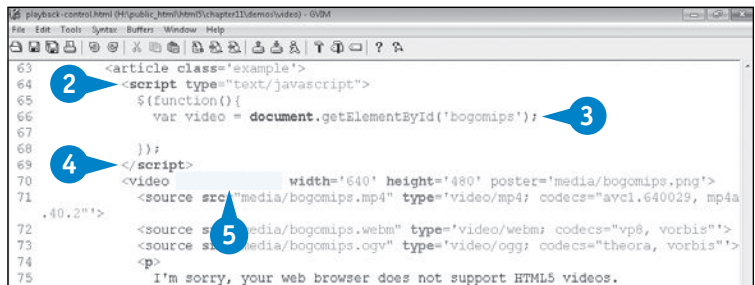 playback-control.html (H:\public_html\html5\chapter11\demos\video) - GVIM
File Edit Tools Syntax Buffers Window Help
63 <article class='example'>
64 <script type="text/javascript">
65 $(function(){
66 var video = document.getElementById('bogomips');
67
68 });
69 </script>
70 <video width='640' height='480' poster='media/bogomips.png'>
71 <source src="media/bogomips.mp4" type='video/mp4; codecs="avc1.640029, mp4a
.40.2"'>
72 <source media/bogomips.webm" type='video/webm; codecs="vp8, vorbis"'>
73 <source media/bogomips.ogv" type='video/ogg; codecs="theora, vorbis"'>
74 <p>
75 I'm sorry, your web browser does not support HTML5 videos.
2
3
4
5